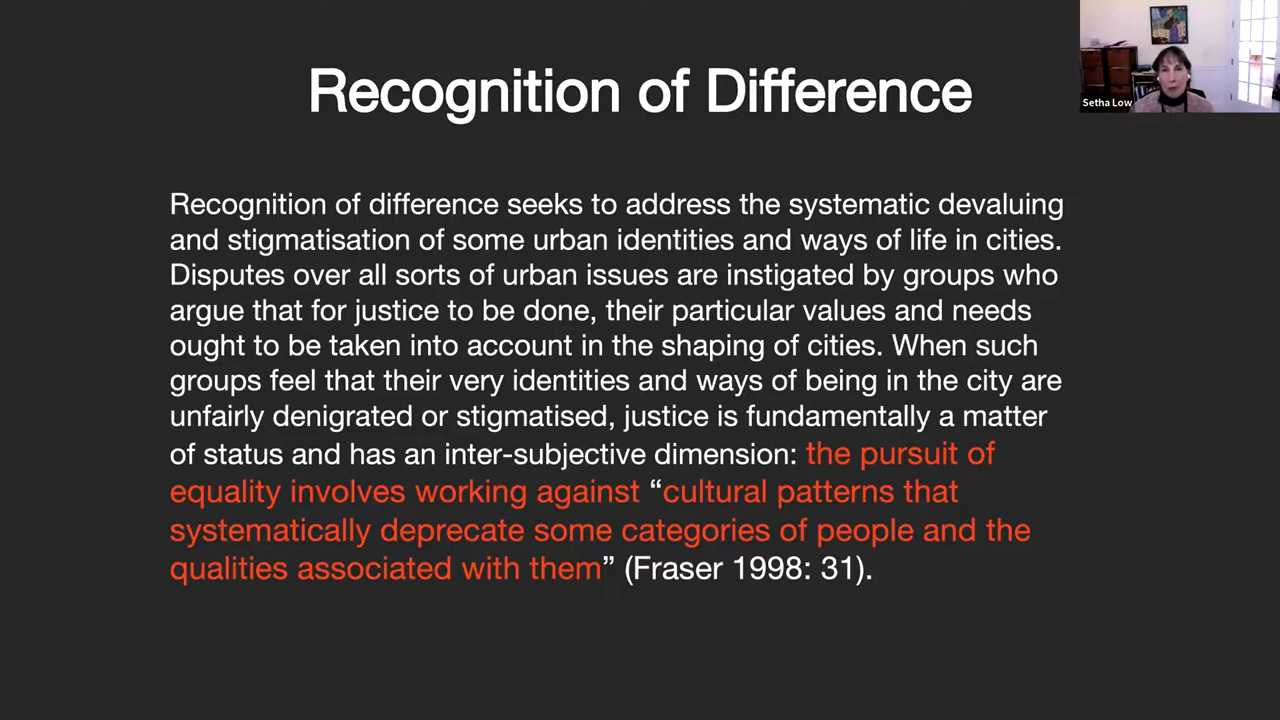 Recognition of Difference
Setha Low
Recognition of difference seeks to address the systematic devaluing
and stigmatisation of some urban identities and ways of life in cities.
Disputes over all sorts of urban issues are instigated by groups who
argue that for justice to be done, their particular values and needs
ought to be taken into account in the shaping of cities. When such
groups feel that their very identities and ways of being in the city are
unfairly denigrated or stigmatised, justice is fundamentally a matter
of status and has an inter-subjective dimension: the pursuit of
equality involves working against “cultural patterns that
systematically deprecate some categories of people and the
qualities associated with them” (Fraser 1998: 31).